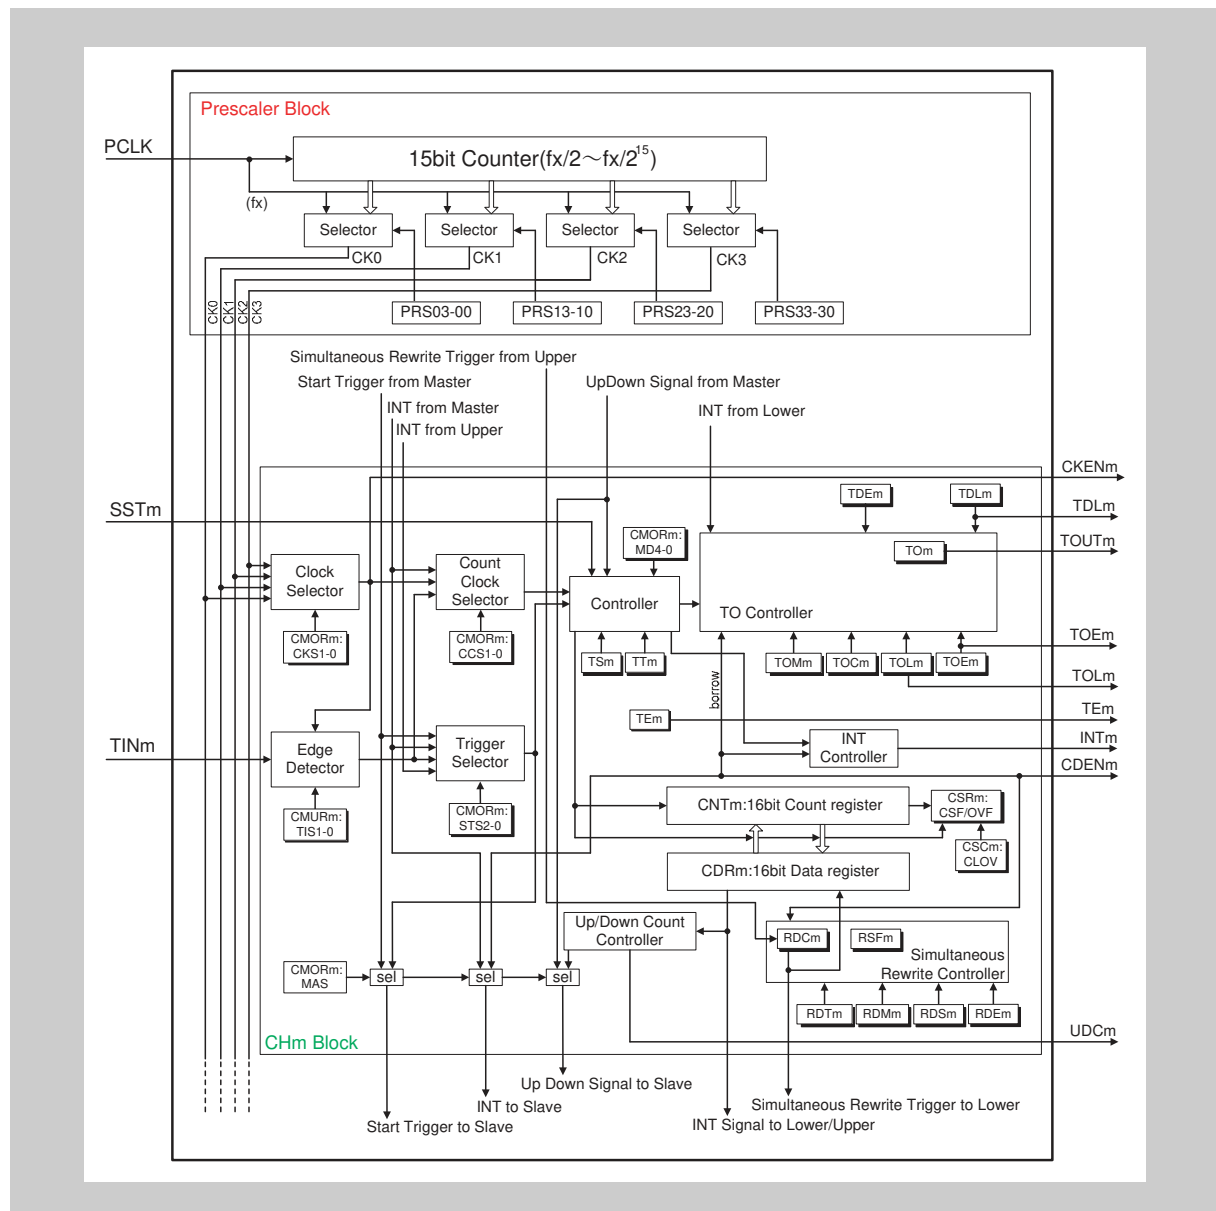 Prescaler Block
PCLK
15bit Counter(fx/2～fx/2¹⁵)
(fx)
Selector
Selector
Selector
Selector
CK0
CK1
CK2
CK3
CK0
CK1
CK2
CK3
PRS03-00
PRS13-10
PRS23-20
PRS33-30
Simultaneous Rewrite Trigger from Upper
Start Trigger from Master
UpDown Signal from Master
INT from Master
INT from Lower
INT from Upper
CKENm
SSTm
TDEm
TDLm
TDLm
CMORm:
MD4-0
TOm
TOUTm
Clock
Selector
Count
Clock
Selector
Controller
TO Controller
CMORm:
CKS1-0
CMORm:
CCS1-0
TSm
TTm
TOMm
TOCm
TOLm
TOEm
TOEm
TOLm
borrow
TEm
TEm
TINm
Edge
Detector
Trigger
Selector
INT
Controller
INTm
CDENm
CMURm:
TIS1-0
CMORm:
STS2-0
CNTm:16bit Count register
CSRm:
CSF/OVF
CSCm:
CLOV
CDRm:16bit Data register
Up/Down Count
Controller
RDCm
RSFm
Simultaneous
Rewrite Controller
CMORm:
MAS
sel
sel
sel
RDTm
RDMm
RDSm
RDEm
UDCm
CHm Block
Up Down Signal to Slave
INT to Slave
Start Trigger to Slave
Simultaneous Rewrite Trigger to Lower
INT Signal to Lower/Upper